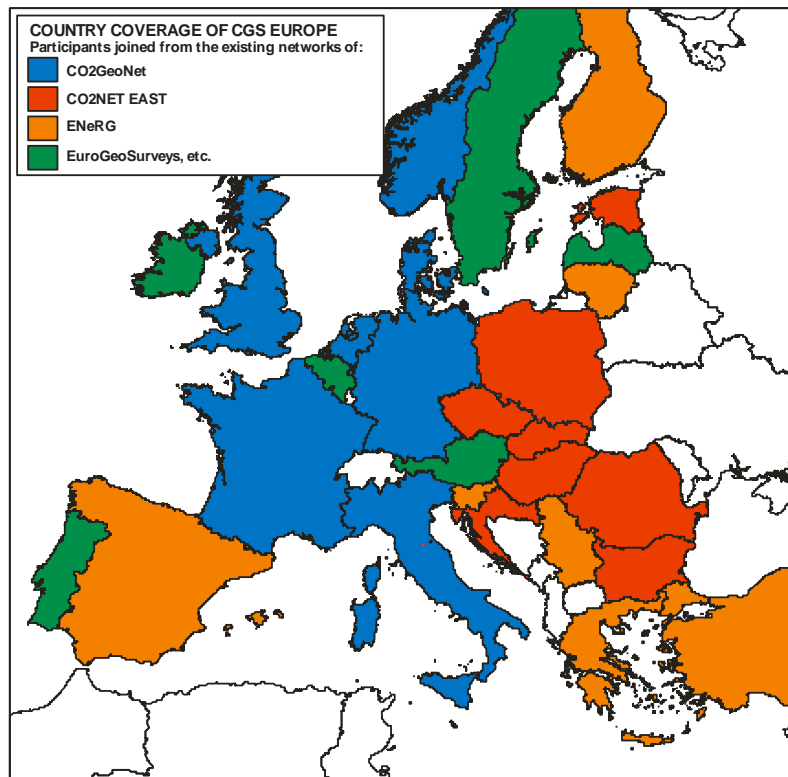 COUNTRY COVERAGE OF CGS EUROPE
Participants joined from the existing networks of:
CO2GeoNet
CO2NET EAST
ENeRG
EuroGeoSurveys, etc.